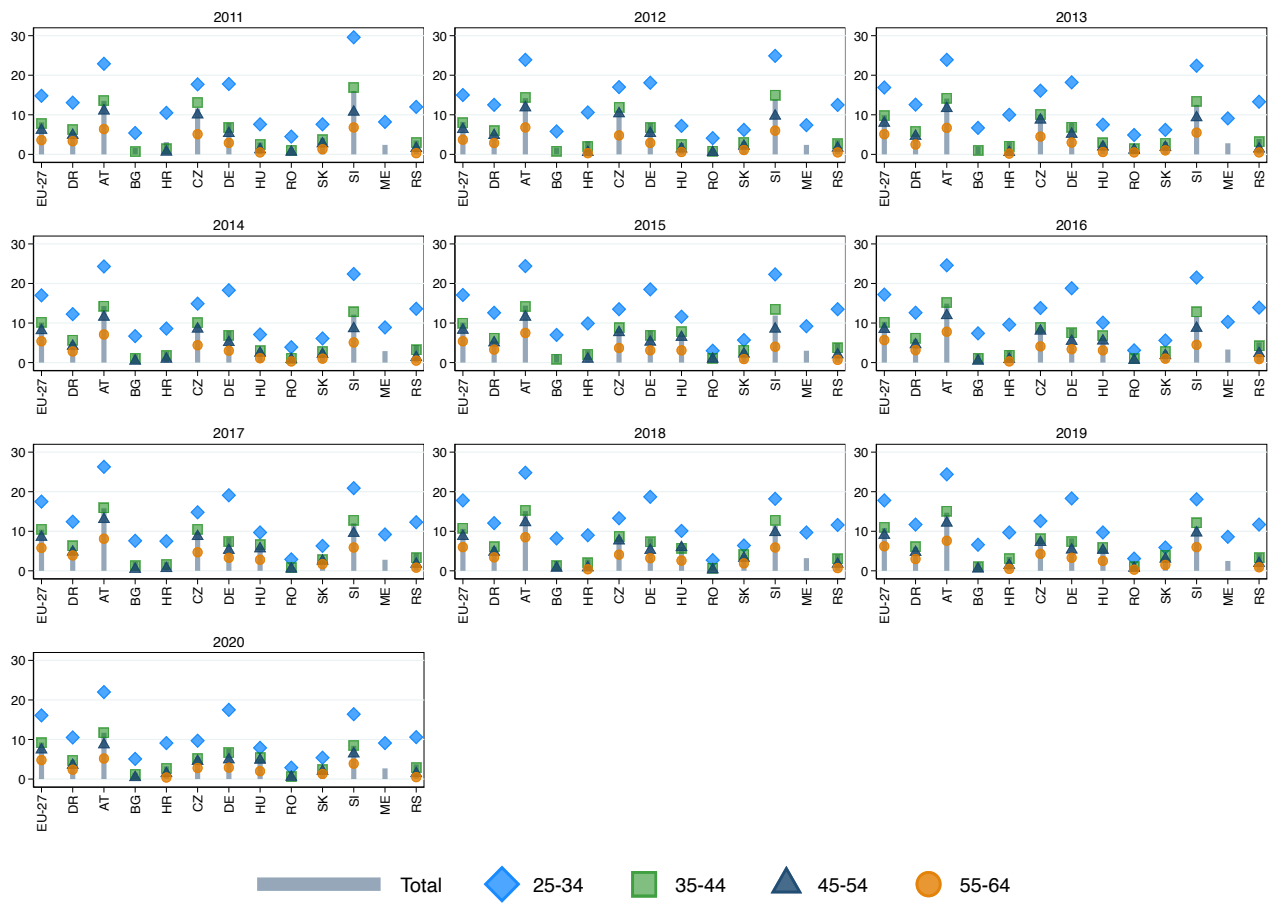 2011 2012 2013
30 30 30
20 20 20
10 10 10
0 0 0
EU-27 DR AT BG HR CZ DE HU RO SK SI ME RS EU-27 DR AT BG HR CZ DE HU RO SK SI ME RS EU-27 DR AT BG HR CZ DE HU RO SK SI ME RS
2014 2015 2016
30 30 30
20 20 20
10 10 10
0 0 0
EU-27 DR AT BG HR CZ DE HU RO SK SI ME RS EU-27 DR AT BG HR CZ DE HU RO SK SI ME RS EU-27 DR AT BG HR CZ DE HU RO SK SI ME RS
2017 2018 2019
30 30 30
20 20 20
10 10 10
0 0 0
EU-27 DR AT BG HR CZ DE HU RO SK SI ME RS EU-27 DR AT BG HR CZ DE HU RO SK SI ME RS EU-27 DR AT BG HR CZ DE HU RO SK SI ME RS
2020
30
20
10
0
EU-27 DR AT BG HR CZ DE HU RO SK SI ME RS
Total 25-34 35-44 45-54 55-64